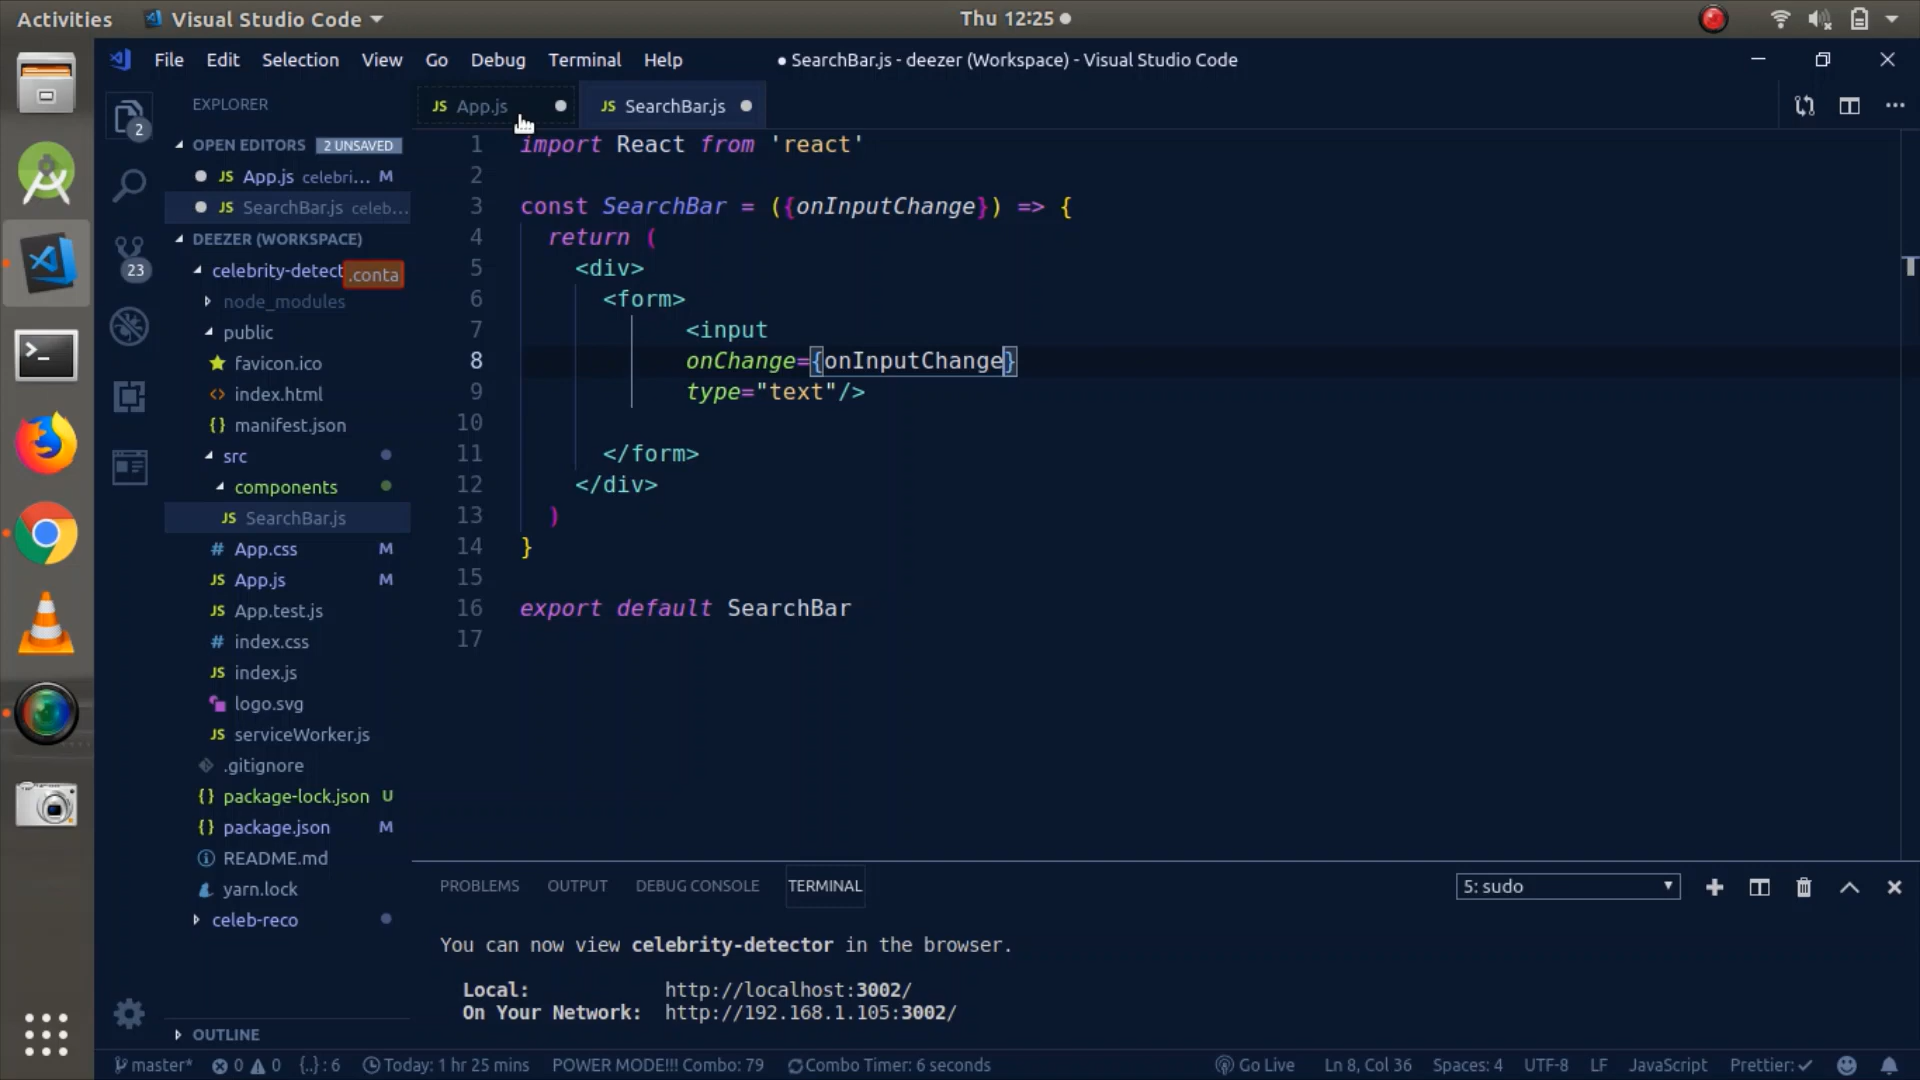 Activities
Visual Studio Code
Thu 12:25
File Edit Selection View Go Debug Terminal Help
● SearchBar.js - deezer (Workspace) - Visual Studio Code
EXPLORER
JS App.js
JS SearchBar.js
2
OPEN EDITORS 2 UNSAVED
JS App.js celebri... M
JS SearchBar.js celeb...
DEEZER (WORKSPACE)
23
celebrity-detect
.conta
node_modules
public
favicon.ico
<> index.html
{} manifest.json
src
components
JS SearchBar.js
# App.css M
JS App.js M
JS App.test.js
# index.css
JS index.js
logo.svg
JS serviceWorker.js
.gitignore
{} package-lock.json U
{} package.json M
README.md
yarn.lock
celeb-reco
OUTLINE
1 import React from 'react'
2
3 const SearchBar = ({onInputChange}) => {
4 return (
5 <div>
6 <form>
7 <input
8 onChange={onInputChange}
9 type="text"/>
10
11 </form>
12 </div>
13 )
14 }
15
16 export default SearchBar
17
PROBLEMS OUTPUT DEBUG CONSOLE TERMINAL
5: sudo
You can now view celebrity-detector in the browser.
Local: http://localhost:3002/
On Your Network: http://192.168.1.105:3002/
master* 0 0 {..} : 6 Today: 1 hr 25 mins POWER MODE!!! Combo: 79 Combo Timer: 6 seconds Go Live Ln 8, Col 36 Spaces: 4 UTF-8 LF JavaScript Prettier: ✓